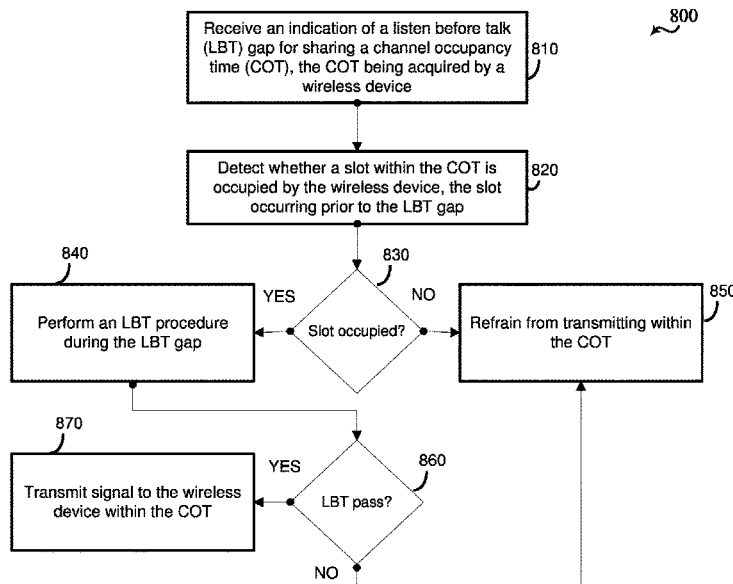 800
Receive an indication of a listen before talk
(LBT) gap for sharing a channel occupancy
time (COT), the COT being acquired by a
wireless device
810
Detect whether a slot within the COT is
occupied by the wireless device, the slot
occurring prior to the LBT gap
820
830
Slot occupied?
YES
NO
840
Perform an LBT procedure
during the LBT gap
850
Refrain from transmitting within
the COT
860
LBT pass?
YES
NO
870
Transmit signal to the wireless
device within the COT